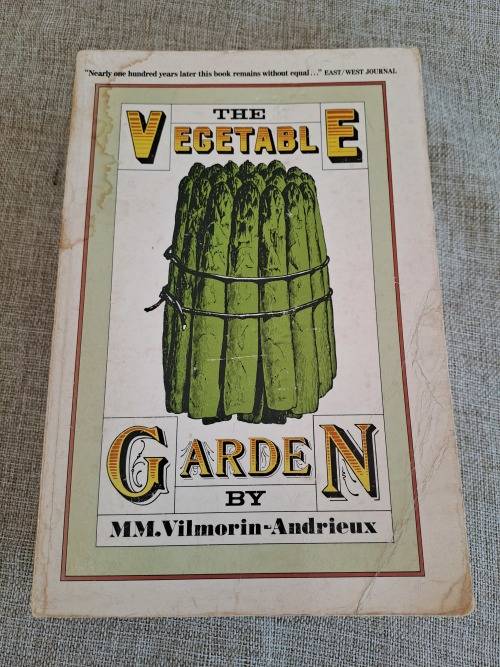 "Nearly one hundred years later this book remains without equal..." EAST/WEST JOURNAL
THE
VEGETABLE
GARDEN
BY
MM.Vilmorin-Andrieux